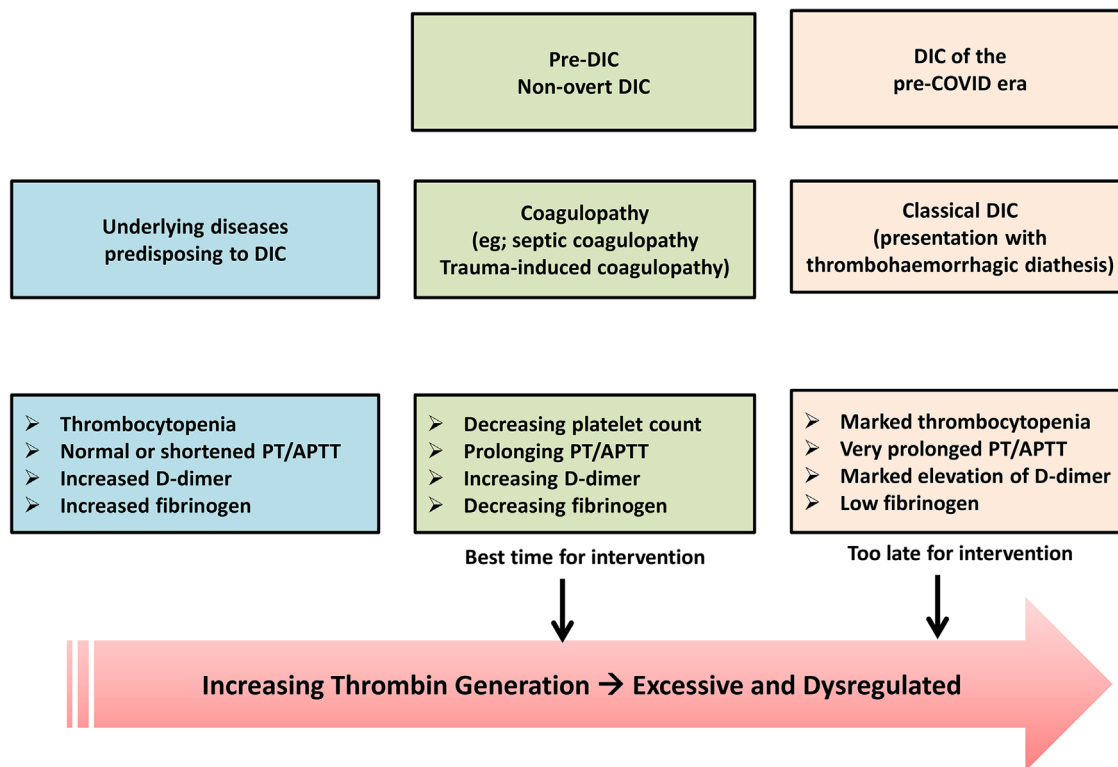 Pre-DIC
Non-overt DIC
DIC of the
pre-COVID era
Underlying diseases
predisposing to DIC
Coagulopathy
(eg; septic coagulopathy
Trauma-induced coagulopathy)
Classical DIC
(presentation with
thrombohaemorrhagic diathesis)
➢ Thrombocytopenia
➢ Normal or shortened PT/APTT
➢ Increased D-dimer
➢ Increased fibrinogen
➢ Decreasing platelet count
➢ Prolonging PT/APTT
➢ Increasing D-dimer
➢ Decreasing fibrinogen
➢ Marked thrombocytopenia
➢ Very prolonged PT/APTT
➢ Marked elevation of D-dimer
➢ Low fibrinogen
Best time for intervention
Too late for intervention
Increasing Thrombin Generation → Excessive and Dysregulated